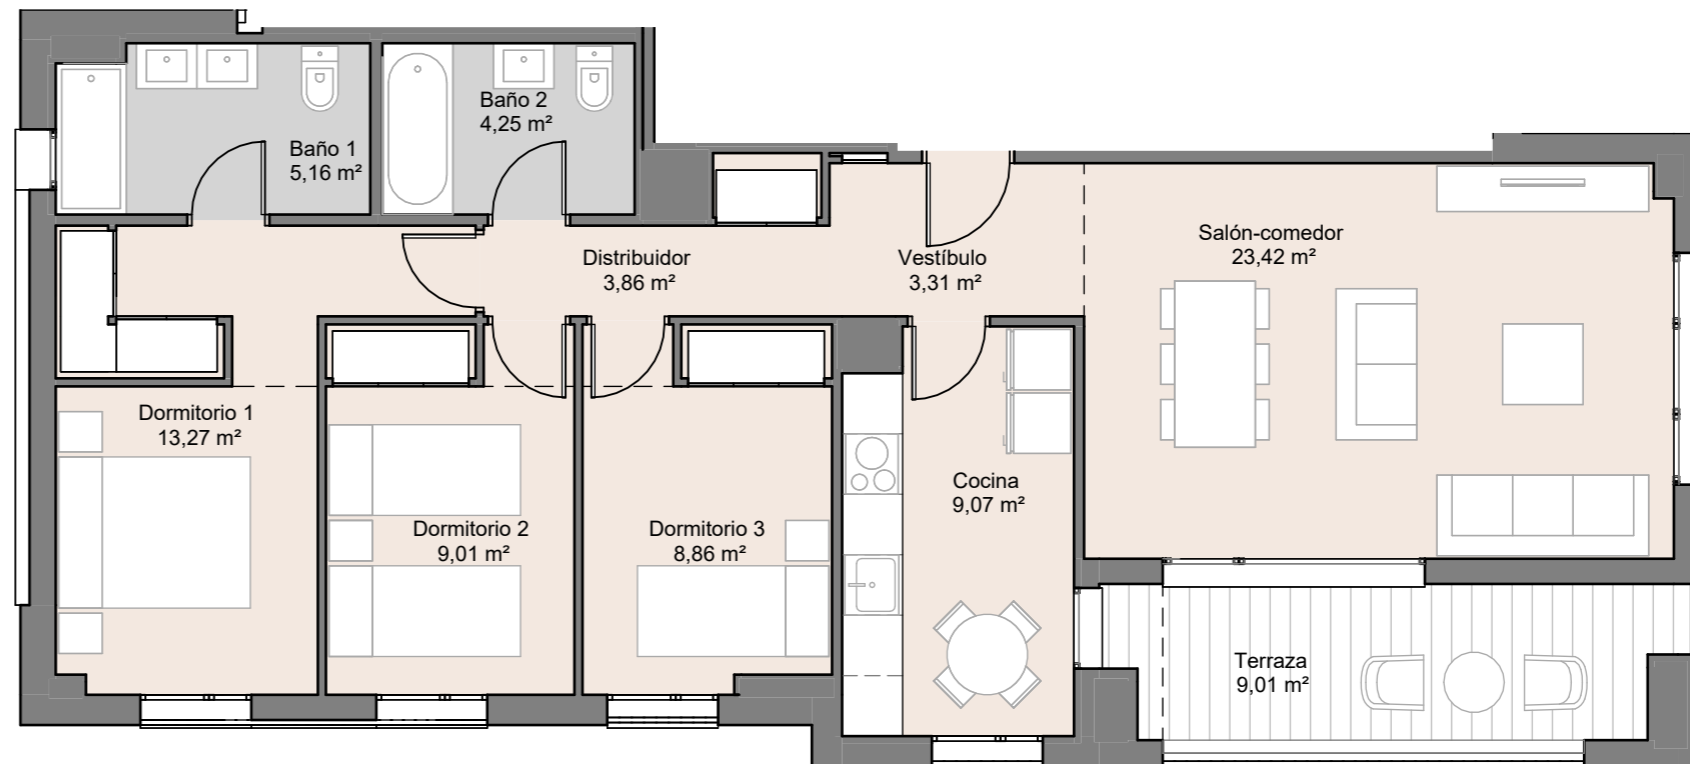 Baño 1
5,16 m²
Baño 2
4,25 m²
Distribuidor
3,86 m²
Vestíbulo
3,31 m²
Salón-comedor
23,42 m²
Dormitorio 1
13,27 m²
Dormitorio 2
9,01 m²
Dormitorio 3
8,86 m²
Cocina
9,07 m²
Terraza
9,01 m²